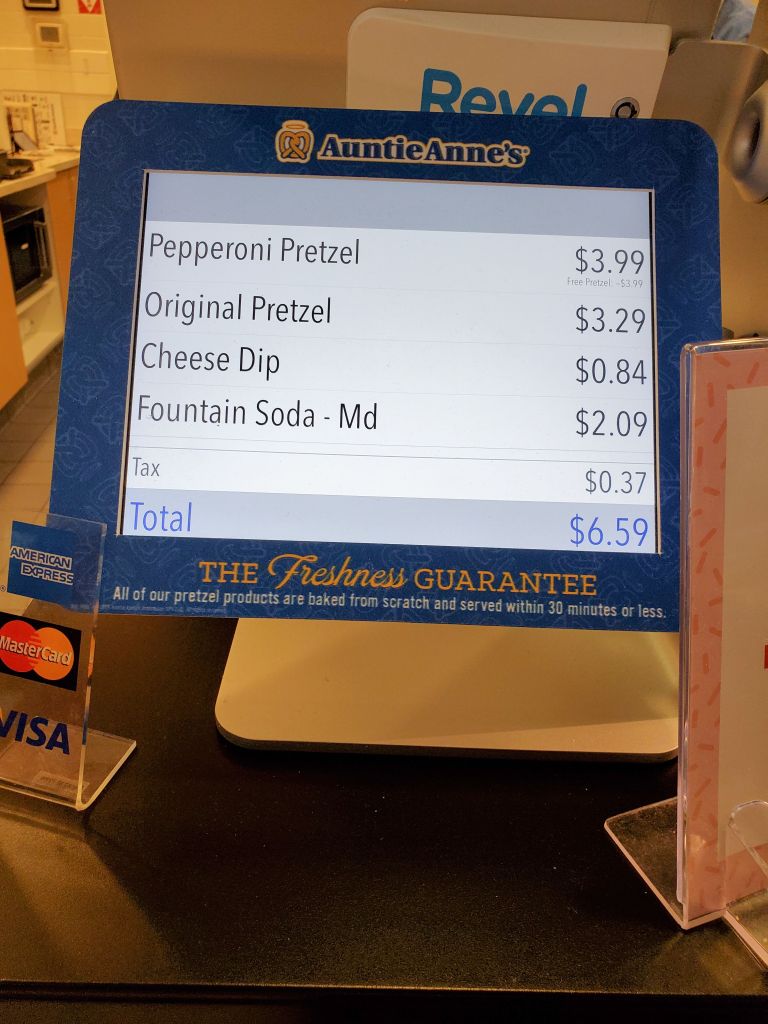 Revel
AuntieAnne's
Pepperoni Pretzel $3.99
Free Pretzel: -$3.99
Original Pretzel $3.29
Cheese Dip $0.84
Fountain Soda - Md $2.09
Tax $0.37
Total $6.59
THE Freshness GUARANTEE
All of our pretzel products are baked from scratch and served within 30 minutes or less.
AMERICAN
EXPRESS
MasterCard
VISA